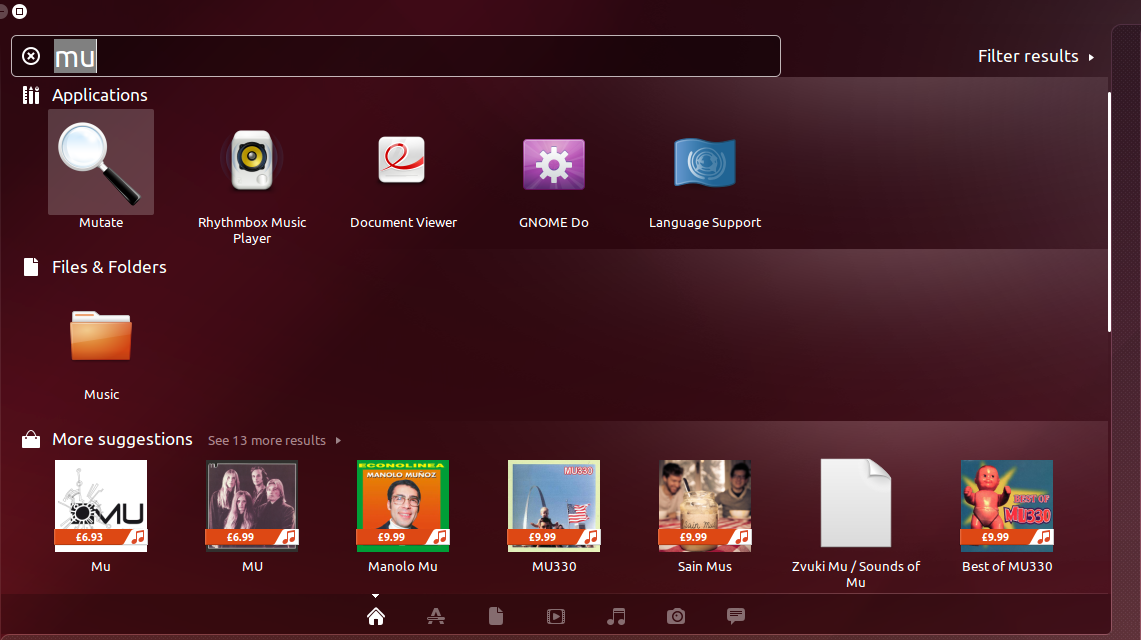 mu
Filter results
Applications
Mutate
Rhythmbox Music
Player
Document Viewer
GNOME Do
Language Support
Files & Folders
Music
More suggestions
See 13 more results
MU
£6.93
£6.99
ECONOLINEA
MANOLO MUÑOZ
£9.99
MU330
£9.99
Sain Mus
£9.99
BEST OF
MU330
£9.99
Mu
MU
Manolo Mu
MU330
Sain Mus
Zvuki Mu / Sounds of
Mu
Best of MU330